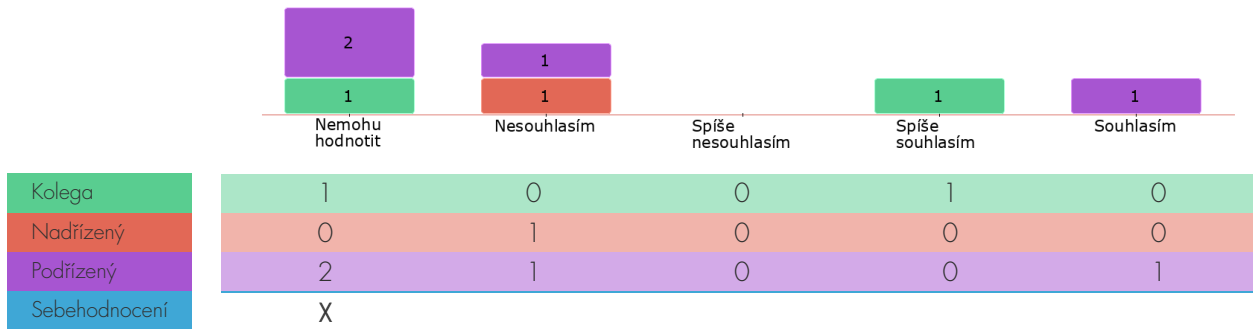 2
1
1
1
1
1
Nemohu hodnotit
Nesouhlasím
Spíše nesouhlasím
Spíše souhlasím
Souhlasím
Kolega 1 0 0 1 0
Nadřízený 0 1 0 0 0
Podřízený 2 1 0 0 1
Sebehodnocení X